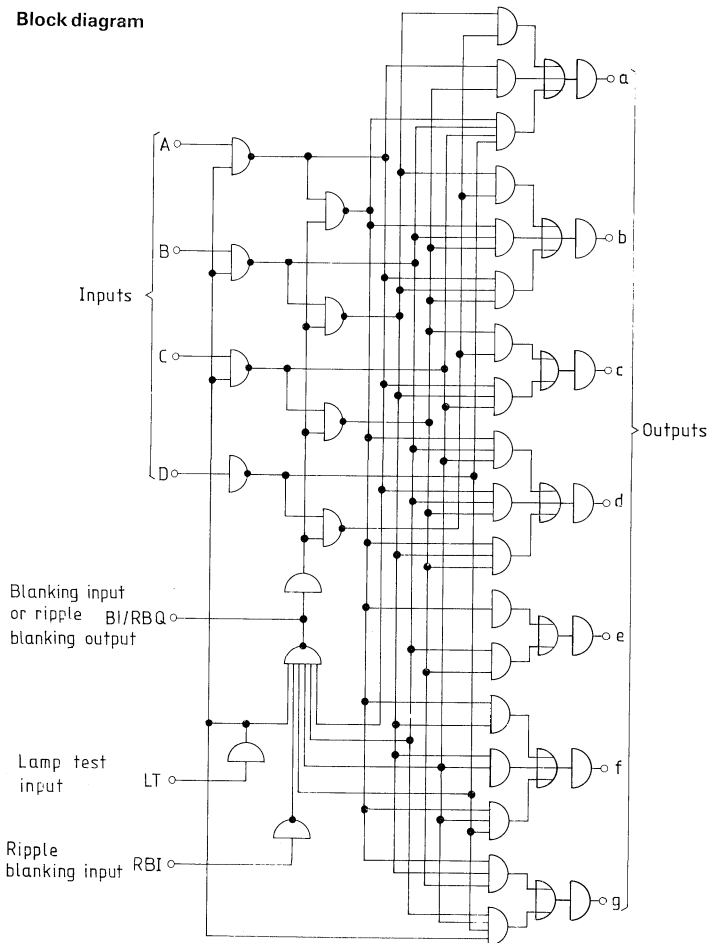 Block diagram
A
B
Inputs
C
D
Blanking input
or ripple BI/RBQ
blanking output
Lamp test
input LT
Ripple
blanking input RBI
a
b
c
Outputs
d
e
f
g